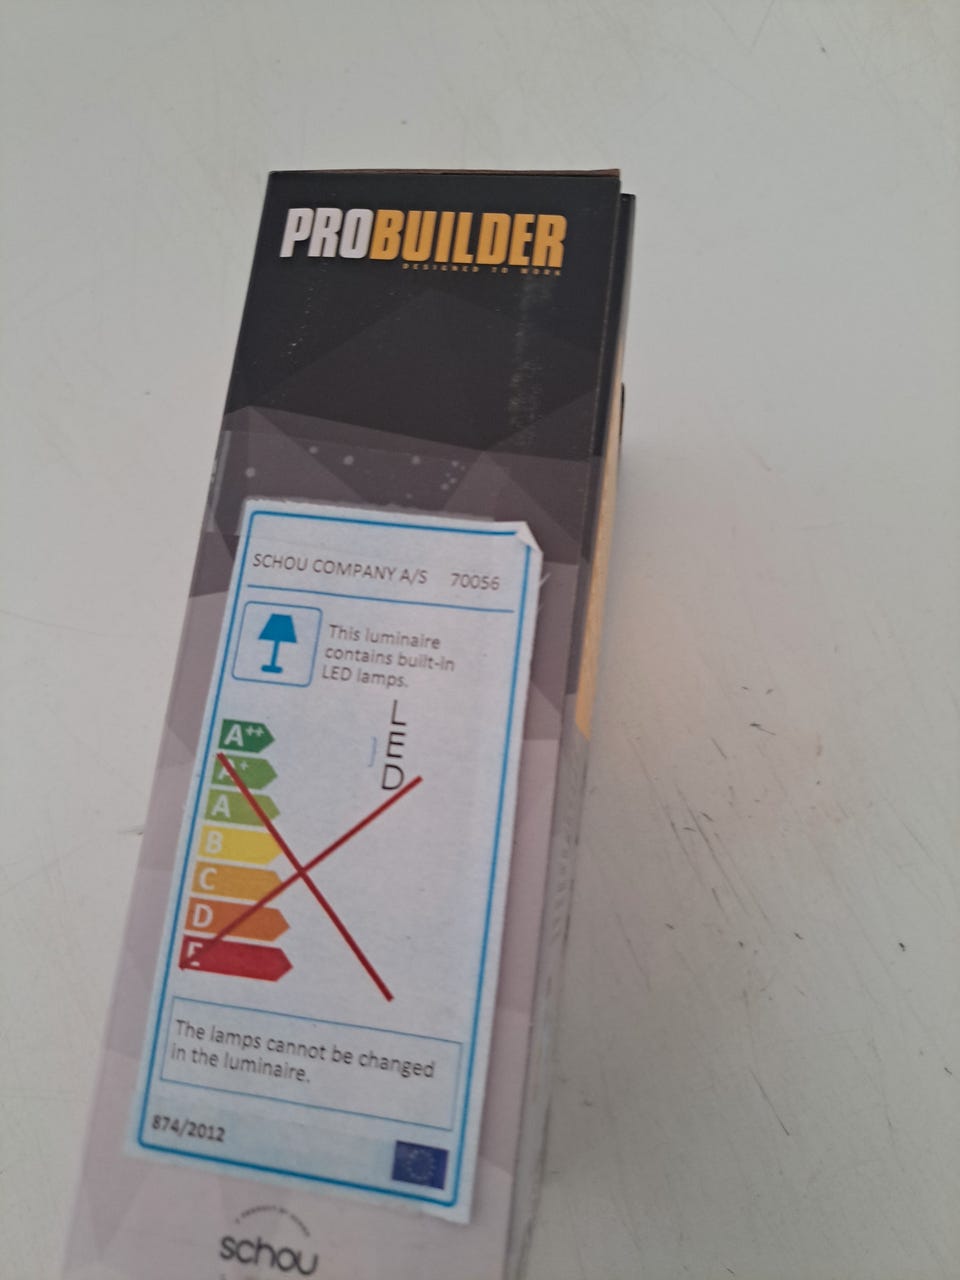 PROBUILDER
DESIGNED TO WORK
SCHOU COMPANY A/S 70056
This luminaire
contains built-in
LED lamps.
L
E
D
A++
A+
A
B
C
D
E
The lamps cannot be changed
in the luminaire.
874/2012
schou